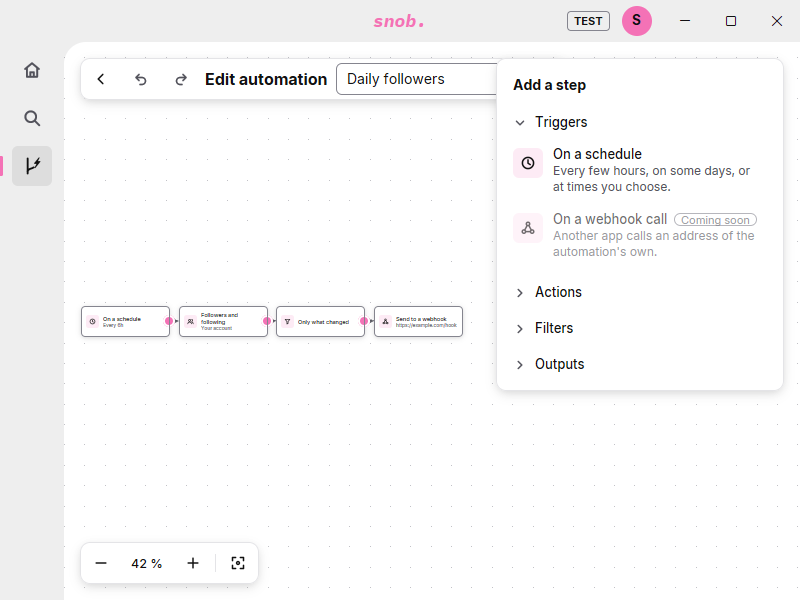 snob.
TEST
S
Edit automation
Daily followers
Add a step
Triggers
On a schedule
Every few hours, on some days, or
at times you choose.
On a webhook call
Coming soon
Another app calls an address of the
automation's own.
Actions
Filters
Outputs
On a schedule
Every 6h
Followers and
following
Your account
Only what changed
Send to a webhook
https://example.com/hook
42 %